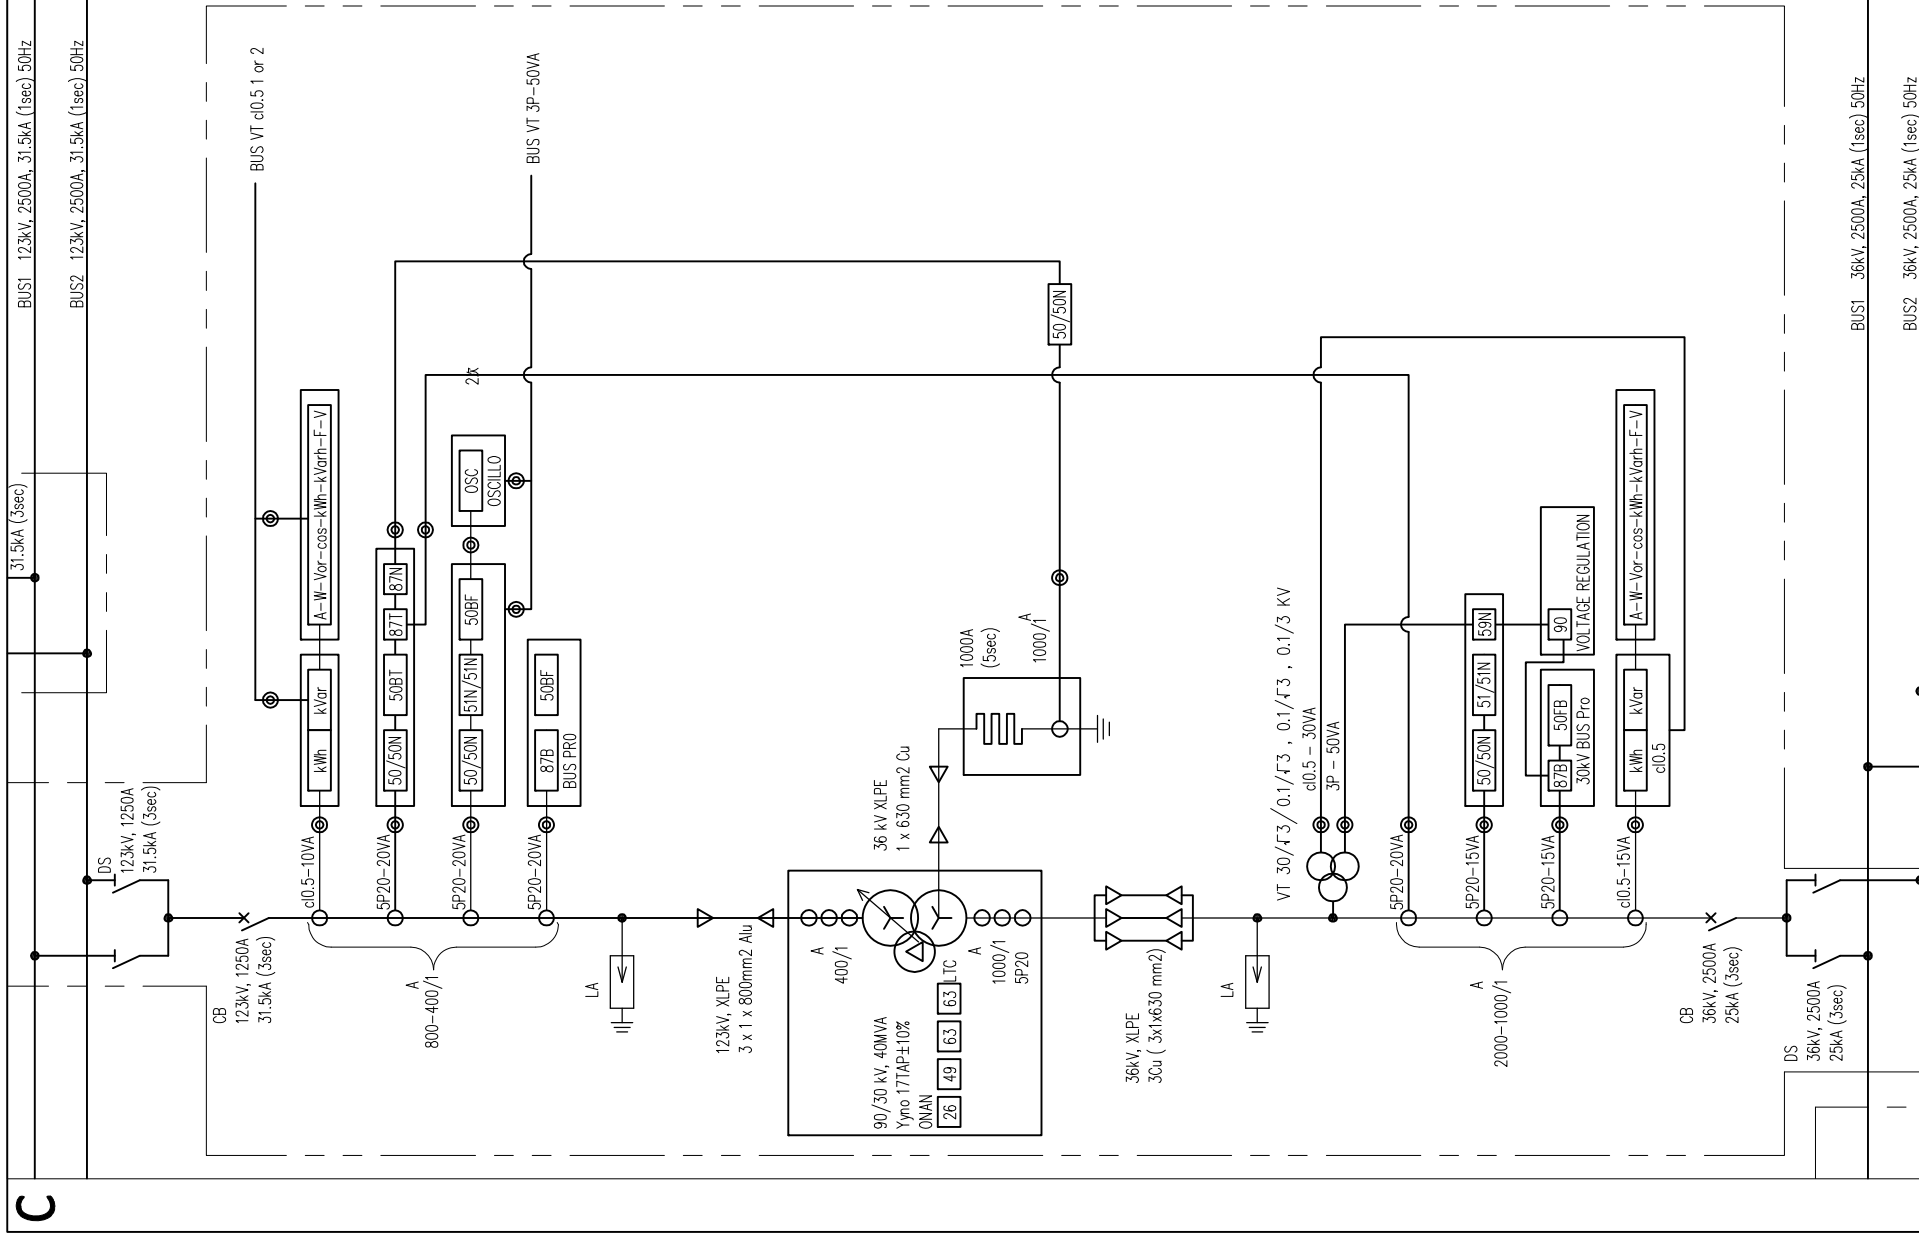 C
BUS1 123kV, 2500A, 31.5kA (1sec) 50Hz
BUS2 123kV, 2500A, 31.5kA (1sec) 50Hz
31.5kA (3sec)
DS
123kV, 1250A
31.5kA (3sec)
CB
123kV, 1250A
31.5kA (3sec)
BUS VT cl0.5 1 or 2
BUS VT 3P-50VA
cl0.5-10VA
kWh
kVar
A-W-Vor-cos-kWh-kVarh-F-V
5P20-20VA
50/50N
50BT
87T
87N
5P20-20VA
50/50N
51N/51N
50BF
OSC
OSCILLO
5P20-20VA
87B
50BF
BUS PRO
A
800-400/1
LA
123kV, XLPE
3 x 1 x 800mm2 Alu
A
400/1
90/30 kV, 40MVA
Yyno 17TAP±10%
ONAN
26
49
63
63
LTC
A
1000/1
5P20
36 kV XLPE
1 x 630 mm2 Cu
1000A
(5sec)
A
1000/1
50/50N
36kV, XLPE
3Cu ( 3x1x630 mm2)
LA
VT 30/√3/0.1/√3 , 0.1/√3 , 0.1/3 KV
cl0.5 - 30VA
3P - 50VA
5P20-20VA
5P20-15VA
50/50N
51/51N
59N
5P20-15VA
87B
50FB
30kV BUS Pro
90
VOLTAGE REGULATION
cl0.5-15VA
kWh
kVar
cl0.5
A-W-Vor-cos-kWh-kVarh-F-V
A
2000-1000/1
CB
36kV, 2500A
25kA (3sec)
DS
36kV, 2500A
25kA (3sec)
BUS1 36kV, 2500A, 25kA (1sec) 50Hz
BUS2 36kV, 2500A, 25kA (1sec) 50Hz